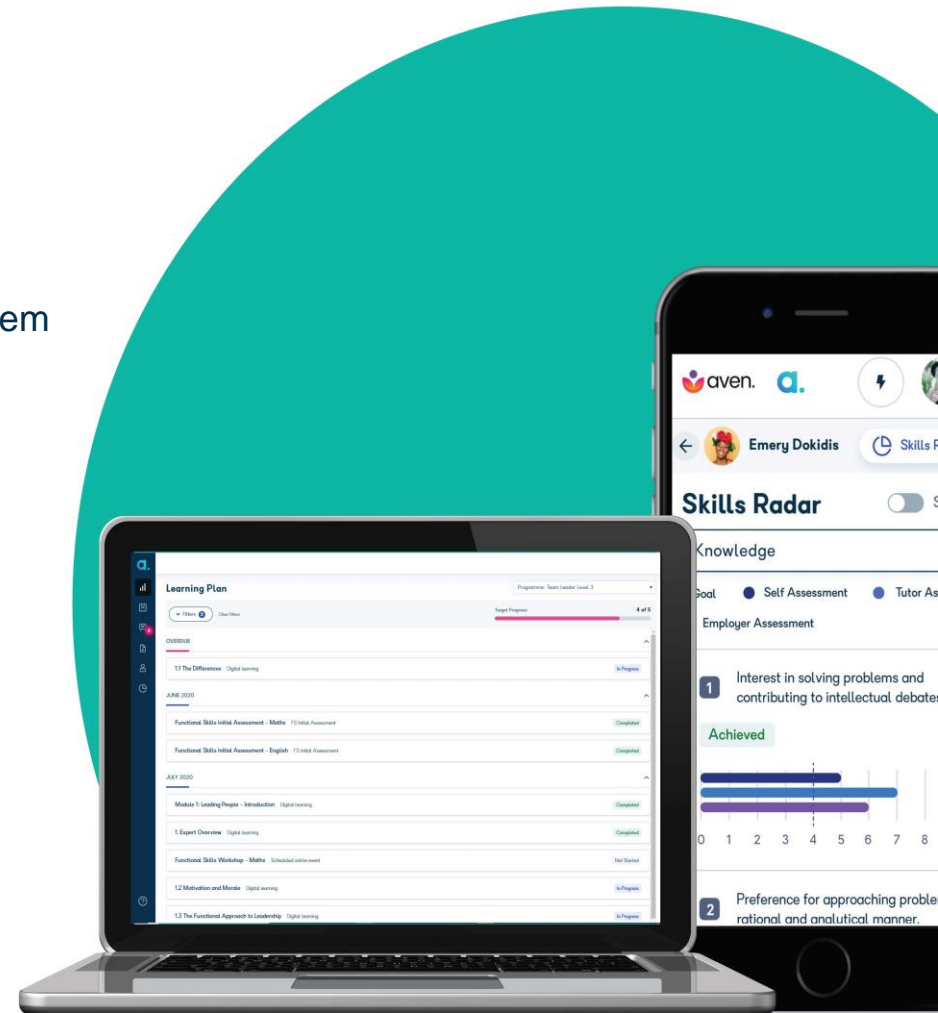 em
a.
Learning Plan
Programme: Team Leader Level 3
Filters 2 Clear filters
Target Progress: 4 of 5
OVERDUE
1.1 The Differences Digital learning In Progress
JUNE 2020
Functional Skills Initial Assessment - Maths FS Initial Assessment Completed
Functional Skills Initial Assessment - English FS Initial Assessment Completed
JULY 2020
Module 1: Leading People - Introduction Digital learning Completed
1. Expert Overview Digital learning Completed
Functional Skills Workshop - Maths Scheduled online event Not Started
1.2 Motivation and Morale Digital learning In Progress
1.3 The Functional Approach to Leadership Digital learning In Progress
aven. a.
Emery Dokidis Skills R
Skills Radar S
Knowledge
Goal Self Assessment Tutor As
Employer Assessment
1 Interest in solving problems and
contributing to intellectual debates
Achieved
0 1 2 3 4 5 6 7 8
2 Preference for approaching proble
rational and analytical manner.